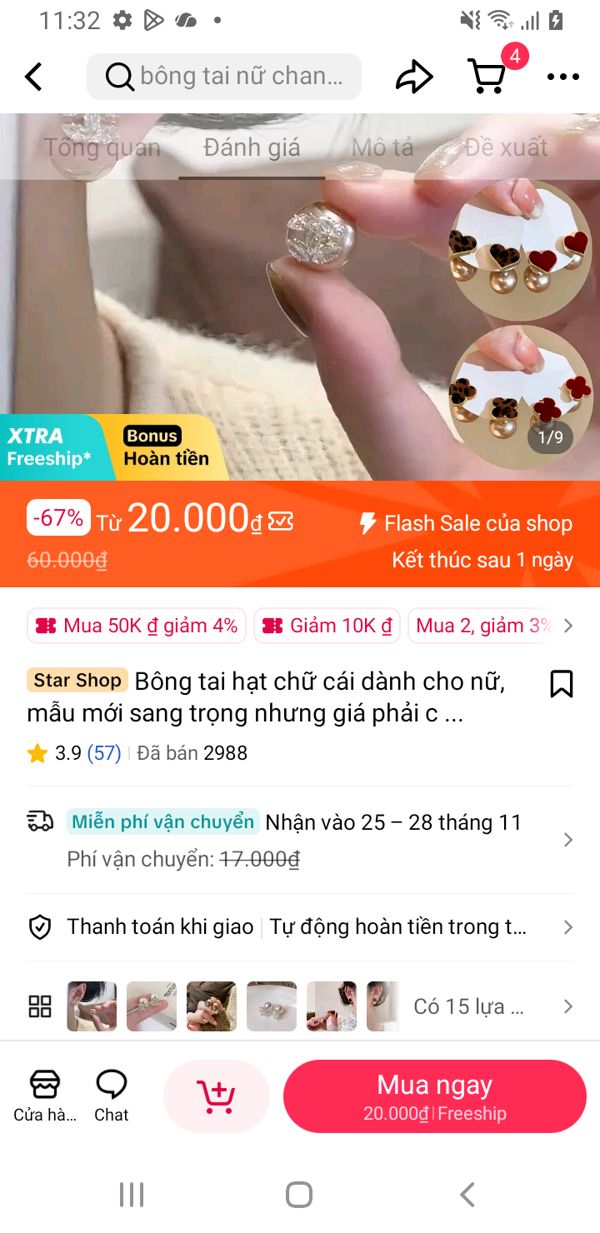 11:32
bông tai nữ chan...
4
Tổng quan Đánh giá Mô tả Đề xuất
1/9
XTRA Freeship*
Bonus Hoàn tiền
-67% Từ 20.000₫
60.000₫
Flash Sale của shop
Kết thúc sau 1 ngày
Mua 50K ₫ giảm 4% Giảm 10K ₫ Mua 2, giảm 3%
Star Shop Bông tai hạt chữ cái dành cho nữ,
mẫu mới sang trọng nhưng giá phải c ...
3.9 (57) Đã bán 2988
Miễn phí vận chuyển Nhận vào 25 – 28 tháng 11
Phí vận chuyển: 17.000₫
Thanh toán khi giao Tự động hoàn tiền trong t...
Có 15 lựa ...
Cửa hà... Chat
Mua ngay
20.000₫ Freeship